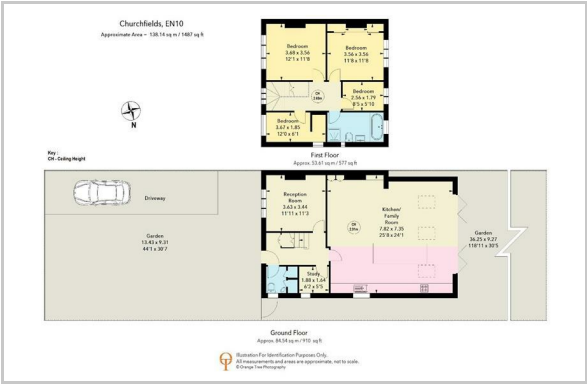 Churchfields, EN10
Approximate Area = 138.14 sq m / 1487 sq ft
Bedroom
3.68 x 3.56
12'1 x 11'8
Bedroom
3.56 x 3.56
11'8 x 11'8
CH
Bedroom
2.56 x 1.79
8'5 x 5'10
Bedroom
3.67 x 1.85
12'0 x 6'1
N
First Floor
Approx. 53.61 sq m / 577 sq ft
Key :
CH - Ceiling Height
Driveway
Garden
13.43 x 9.31
44'1 x 30'7
Reception
Room
3.63 x 3.44
11'11 x 11'3
Kitchen/
Family
Room
7.82 x 7.35
25'8 x 24'1
CH
Garden
36.25 x 9.27
118'11 x 30'5
Study
1.88 x 1.64
6'2 x 5'5
Ground Floor
Approx. 84.54 sq m / 910 sq ft
Illustration For Identification Purposes Only.
All measurements and areas are approximate, not to scale.
© Orange Tree Photography